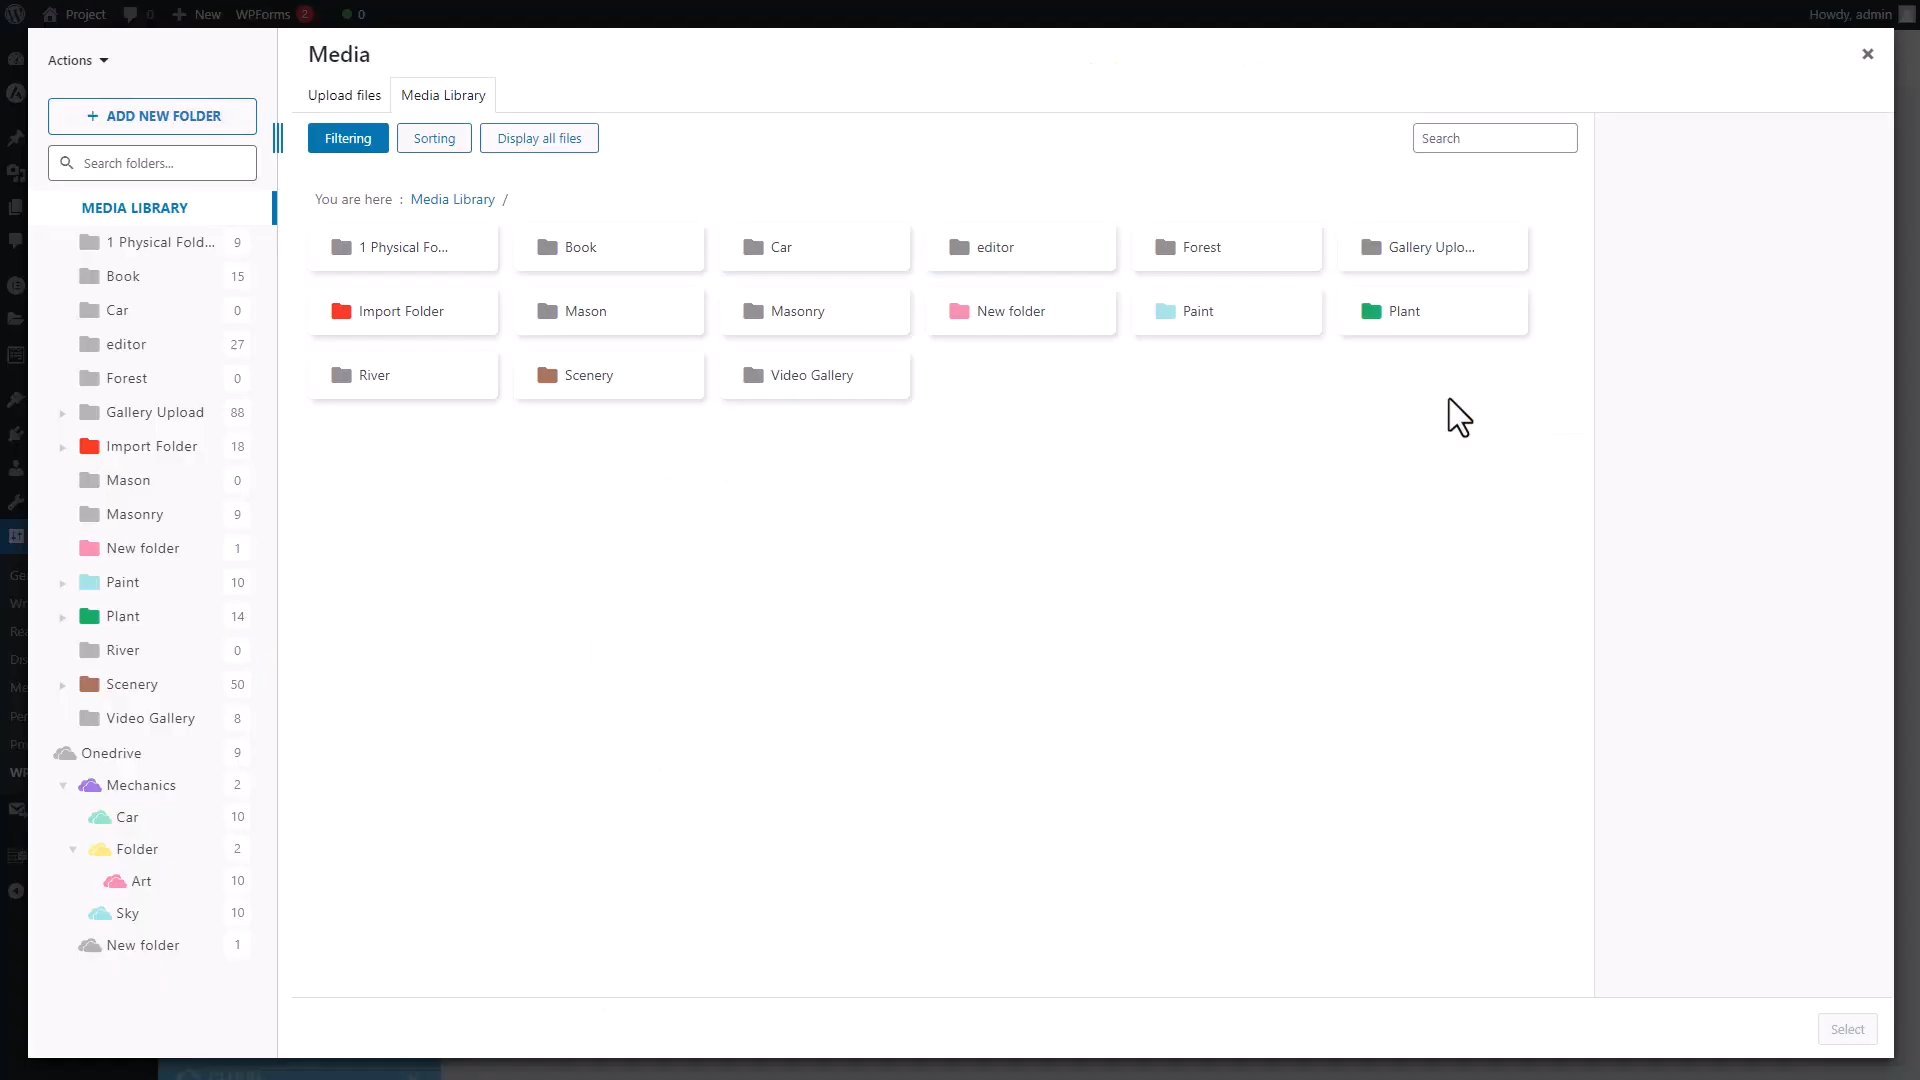 Project
0
New
WPForms 2
0
Howdy, admin
Actions
ADD NEW FOLDER
Search folders...
MEDIA LIBRARY
1 Physical Fold... 9
Book 15
Car 0
editor 27
Forest 0
Gallery Upload 88
Import Folder 18
Mason 0
Masonry 9
New folder 1
Paint 10
Plant 14
River 0
Scenery 50
Video Gallery 8
Onedrive 9
Mechanics 2
Car 10
Folder 2
Art 10
Sky 10
New folder 1
Media
Upload files
Media Library
Filtering
Sorting
Display all files
Search
You are here : Media Library /
1 Physical Fo...
Book
Car
editor
Forest
Gallery Uplo...
Import Folder
Mason
Masonry
New folder
Paint
Plant
River
Scenery
Video Gallery
Select